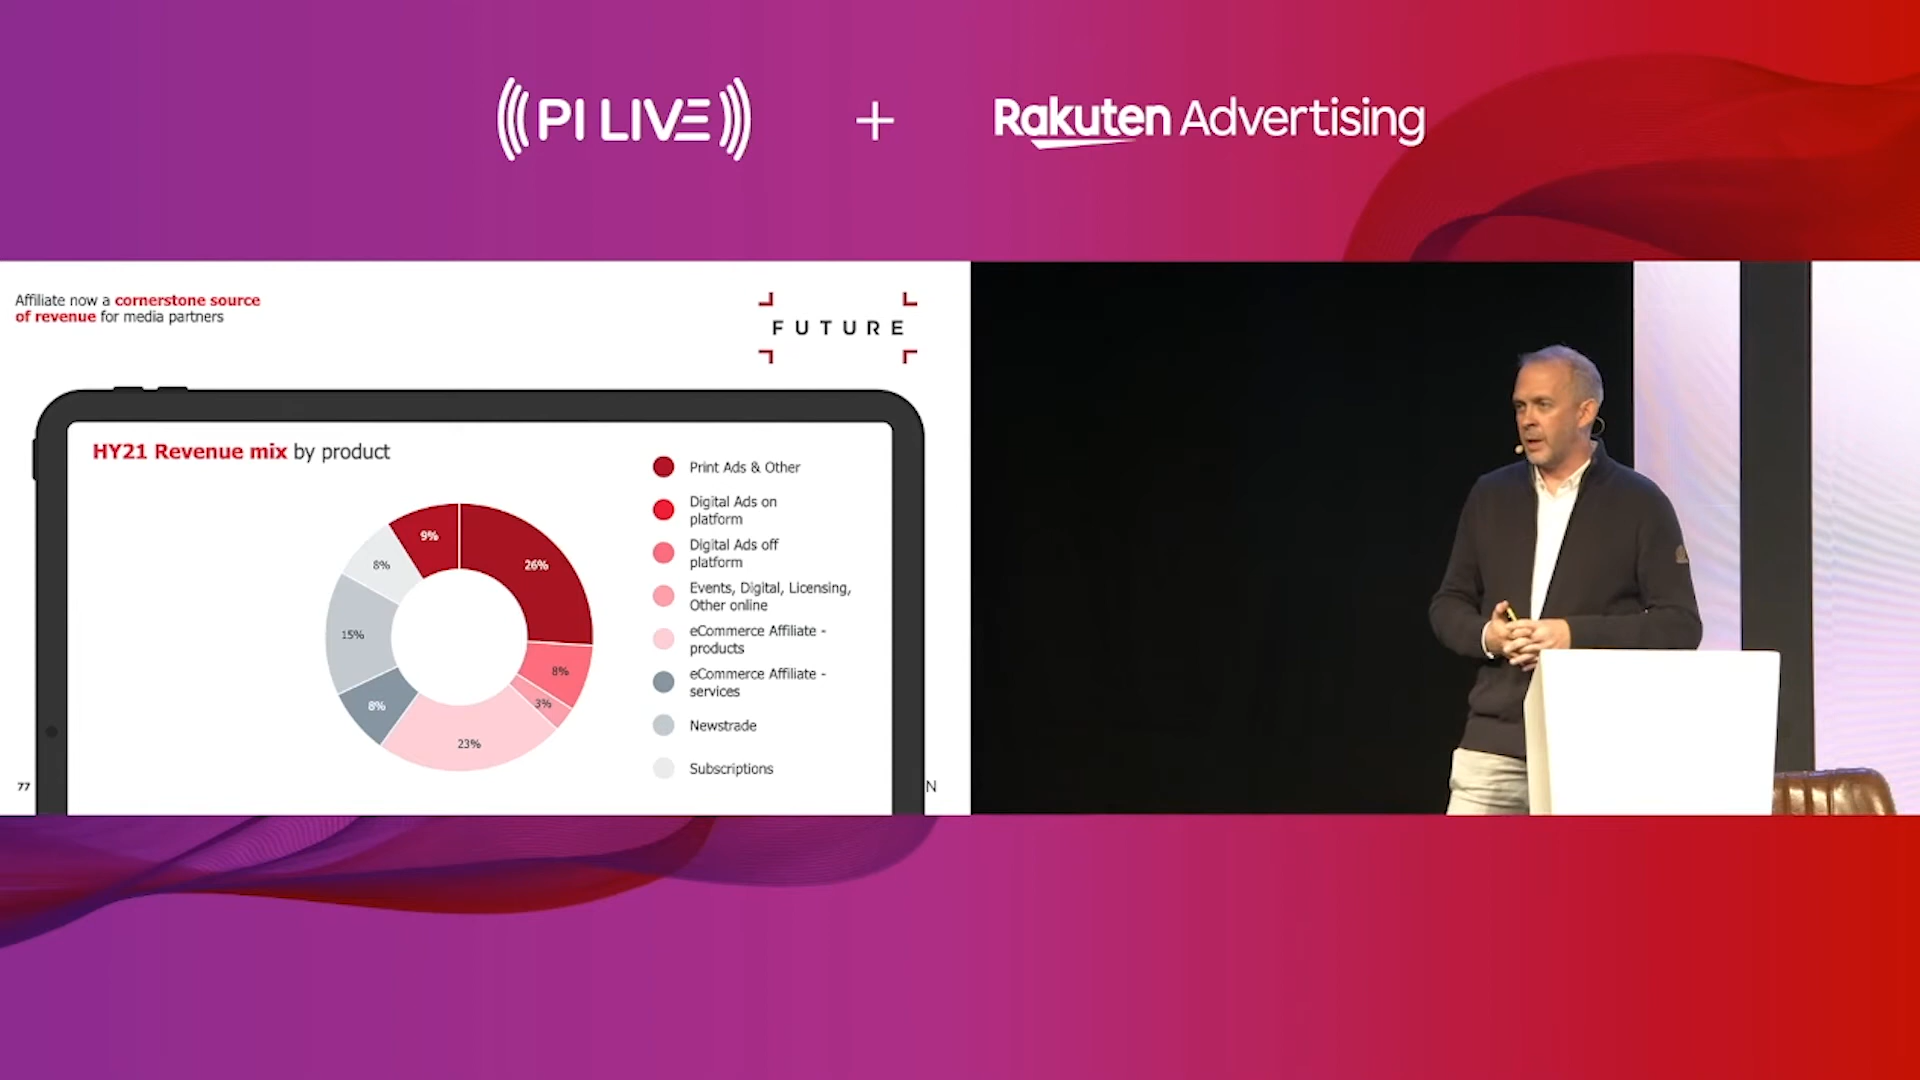 PI LIVE
+
Rakuten Advertising
Affiliate now a cornerstone source
of revenue for media partners
FUTURE
HY21 Revenue mix by product
9%
26%
8%
15%
8%
23%
3%
8%
Print Ads & Other
Digital Ads on
platform
Digital Ads off
platform
Events, Digital, Licensing,
Other online
eCommerce Affiliate -
products
eCommerce Affiliate -
services
Newstrade
Subscriptions
77
N